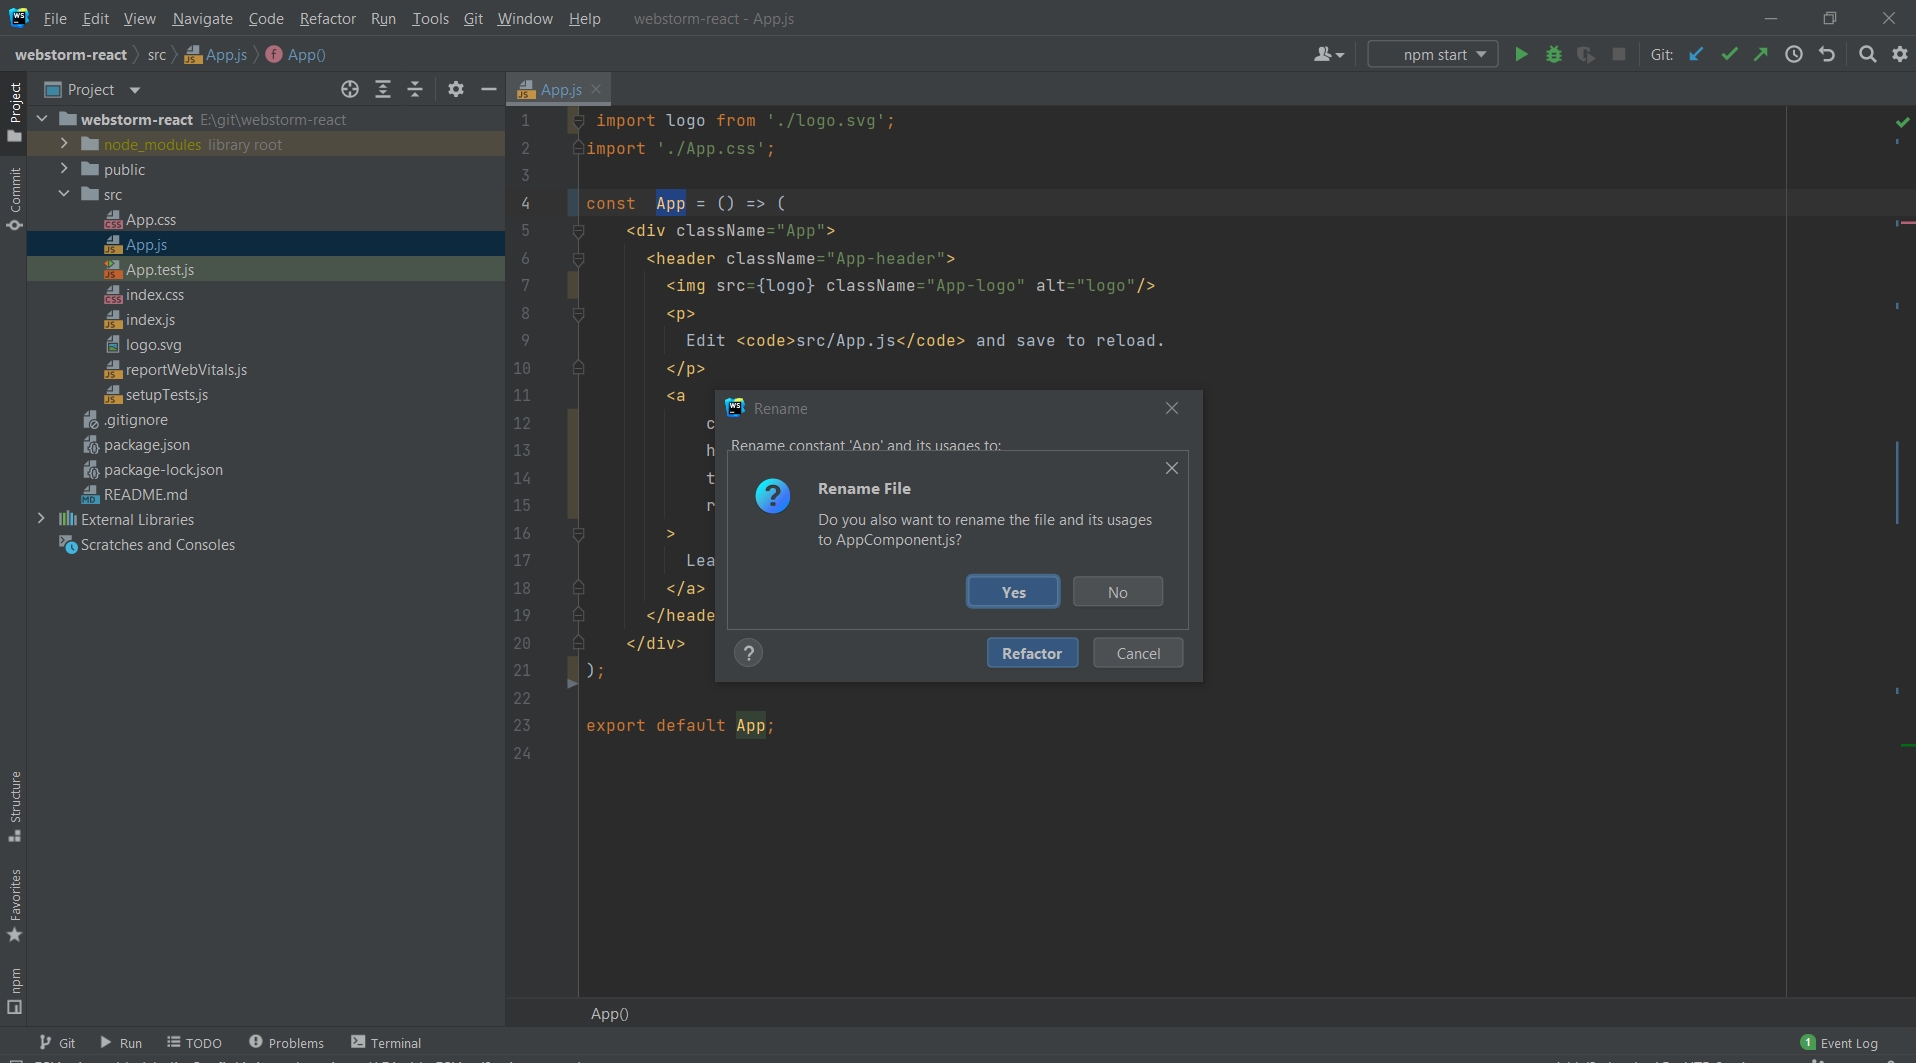 File Edit View Navigate Code Refactor Run Tools Git Window Help webstorm-react - App.js
webstorm-react src App.js App() npm start Git:
Project
App.js
webstorm-react E:\git\webstorm-react
node_modules library root
public
src
App.css
App.js
App.test.js
index.css
index.js
logo.svg
reportWebVitals.js
setupTests.js
.gitignore
package.json
package-lock.json
README.md
External Libraries
Scratches and Consoles
Project
Commit
Structure
Favorites
npm
1 import logo from './logo.svg';
2 import './App.css';
3
4 const App = () => (
5 <div className="App">
6 <header className="App-header">
7 <img src={logo} className="App-logo" alt="logo"/>
8 <p>
9 Edit <code>src/App.js</code> and save to reload.
10 </p>
11 <a
12 c
13 h
14 t
15 r
16 >
17 Lea
18 </a>
19 </heade
20 </div>
21 );
22
23 export default App;
24
Rename
Rename constant 'App' and its usages to:
Rename File
Do you also want to rename the file and its usages
to AppComponent.js?
Yes No
? Refactor Cancel
App()
Git Run TODO Problems Terminal 1 Event Log